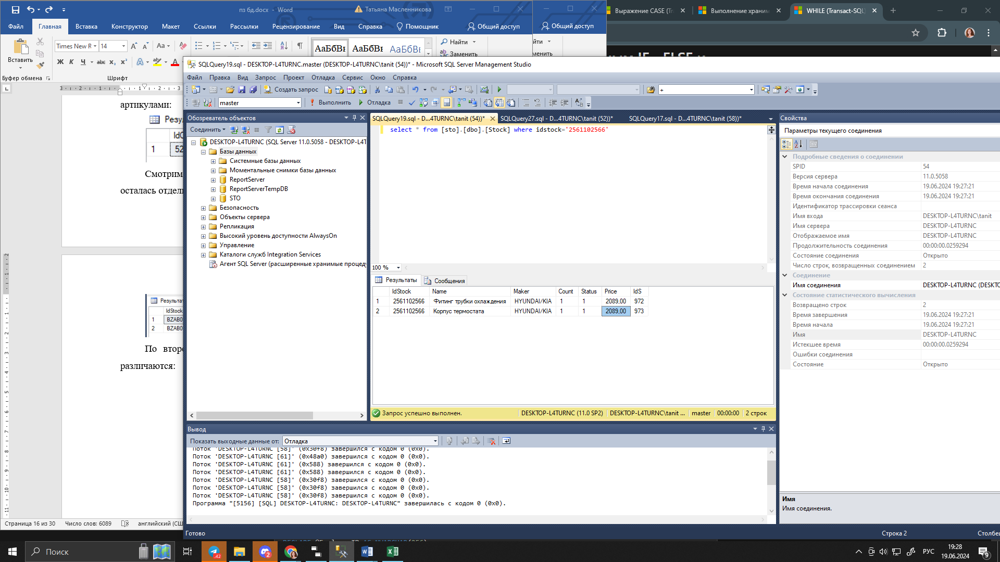 пз бд.docx - Word
Татьяна Масленникова
Выражение CASE (Tr
Выполнение храним
WHILE (Transact-SQL
Файл Главная Вставка Конструктор Макет Ссылки Рассылки Рецензирование Вид Справка Помощник Общий доступ
Общий доступ
Times New R 14
Вставить
Буфер обмена
Шрифт
АаБбВı АаБбВı АаБбВı
Найти
Заменить
SQLQuery19.sql - DESKTOP-L4TURNC.master (DESKTOP-L4TURNC\tanit (54))* - Microsoft SQL Server Management Studio
Файл Правка Вид Запрос Проект Отладка Сервис Окно Справка
Создать запрос
master
Выполнить
Отладка
артикулами:
1 52
Смотрим
осталась отдель
Результат
IdStock
1 BZAB0
2 BZAB0
По второ
различаются:
Обозреватель объектов
Соединить
DESKTOP-L4TURNC (SQL Server 11.0.5058 - DESKTOP-L4T
Базы данных
Системные базы данных
Моментальные снимки базы данных
ReportServer
ReportServerTempDB
STO
Безопасность
Объекты сервера
Репликация
Высокий уровень доступности AlwaysOn
Управление
Каталоги служб Integration Services
Агент SQL Server (расширенные хранимые процеду
SQLQuery19.sql - D...4TURNC\tanit (54))*
SQLQuery27.sql - D...4TURNC\tanit (52))*
SQLQuery17.sql - D...4TURNC\tanit (58))*
select * from [sto].[dbo].[Stock] where idstock='2561102566'
100 %
Результаты
Сообщения
IdStock Name Maker Count Status Price IdS
1 2561102566 Фитинг трубки охлаждения HYUNDAI/KIA 1 1 2089,00 972
2 2561102566 Корпус термостата HYUNDAI/KIA 1 1 2089,00 973
Запрос успешно выполнен.
DESKTOP-L4TURNC (11.0 SP2) DESKTOP-L4TURNC\tanit ... master 00:00:00 2 строк
Свойства
Параметры текущего соединения
Подробные сведения о соединении
SPID 54
Версия сервера 11.0.5058
Время начала соединения 19.06.2024 19:27:21
Время окончания соединения 19.06.2024 19:27:21
Идентификатор трассировки сеанса
Имя входа DESKTOP-L4TURNC\tanit
Имя сервера DESKTOP-L4TURNC
Отображаемое имя DESKTOP-L4TURNC
Продолжительность соединения 00:00:00.0259294
Состояние соединения Открыто
Число строк, возвращенных соединением 2
Соединение
Имя соединения DESKTOP-L4TURNC (DESKTO
Состояние статистического вычисления
Возвращено строк 2
Время завершения 19.06.2024 19:27:21
Время начала 19.06.2024 19:27:21
Имя DESKTOP-L4TURNC
Истекшее время 00:00:00.0259294
Ошибки соединения
Состояние Открыто
Имя
Имя соединения.
Вывод
Показать выходные данные от: Отладка
Поток 'DESKTOP-L4TURNC [58]' (0x30f8) завершился с кодом 0 (0x0).
Поток 'DESKTOP-L4TURNC [61]' (0x48a0) завершился с кодом 0 (0x0).
Поток 'DESKTOP-L4TURNC [61]' (0x588) завершился с кодом 0 (0x0).
Поток 'DESKTOP-L4TURNC [61]' (0x588) завершился с кодом 0 (0x0).
Поток 'DESKTOP-L4TURNC [58]' (0x30f8) завершился с кодом 0 (0x0).
Поток 'DESKTOP-L4TURNC [58]' (0x30f8) завершился с кодом 0 (0x0).
Поток 'DESKTOP-L4TURNC [58]' (0x30f8) завершился с кодом 0 (0x0).
Программа "[5156] [SQL] DESKTOP-L4TURNC: DESKTOP-L4TURNC" завершилась с кодом 0 (0x0).
Страница 16 из 30 Число слов: 6089 английский (СШ
Готово
Строка 2
Столбец
Поиск
РУС
19:28
19.06.2024